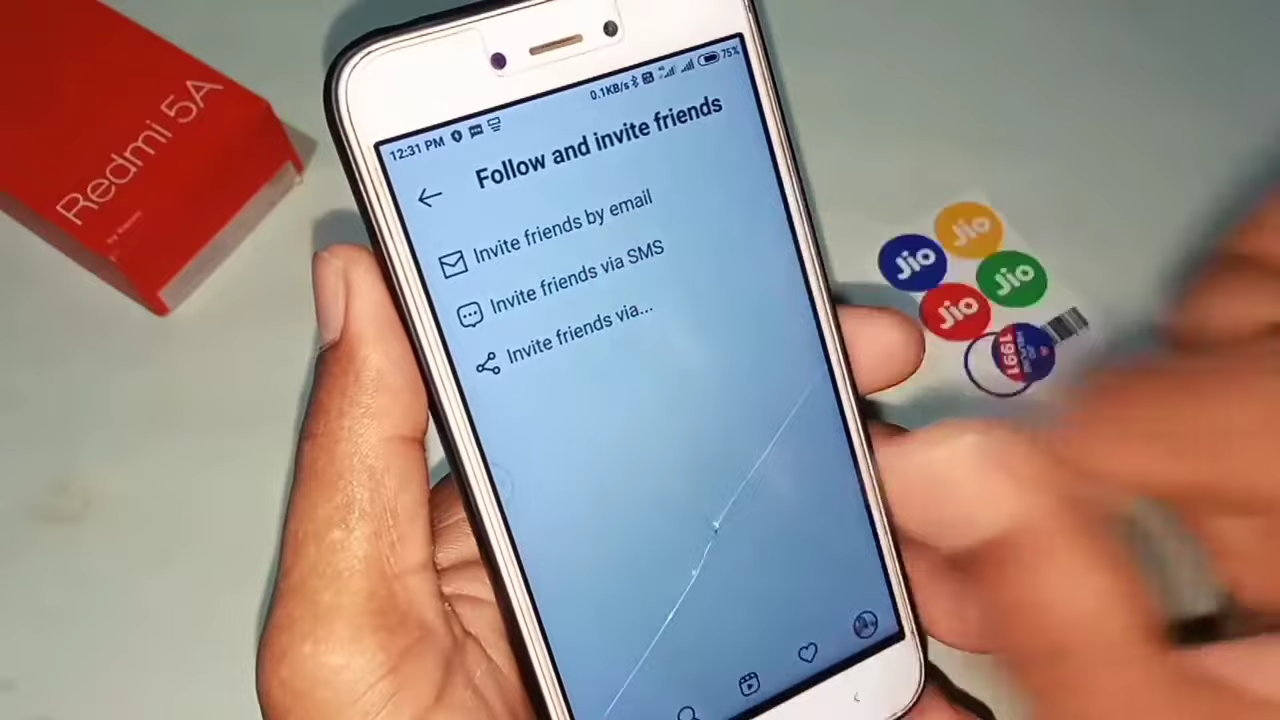 Redmi 5A
12:31 PM
0.1KB/s
75%
Follow and invite friends
Invite friends by email
Invite friends via SMS
Invite friends via...
Jio
Jio
Jio
Jio
1991